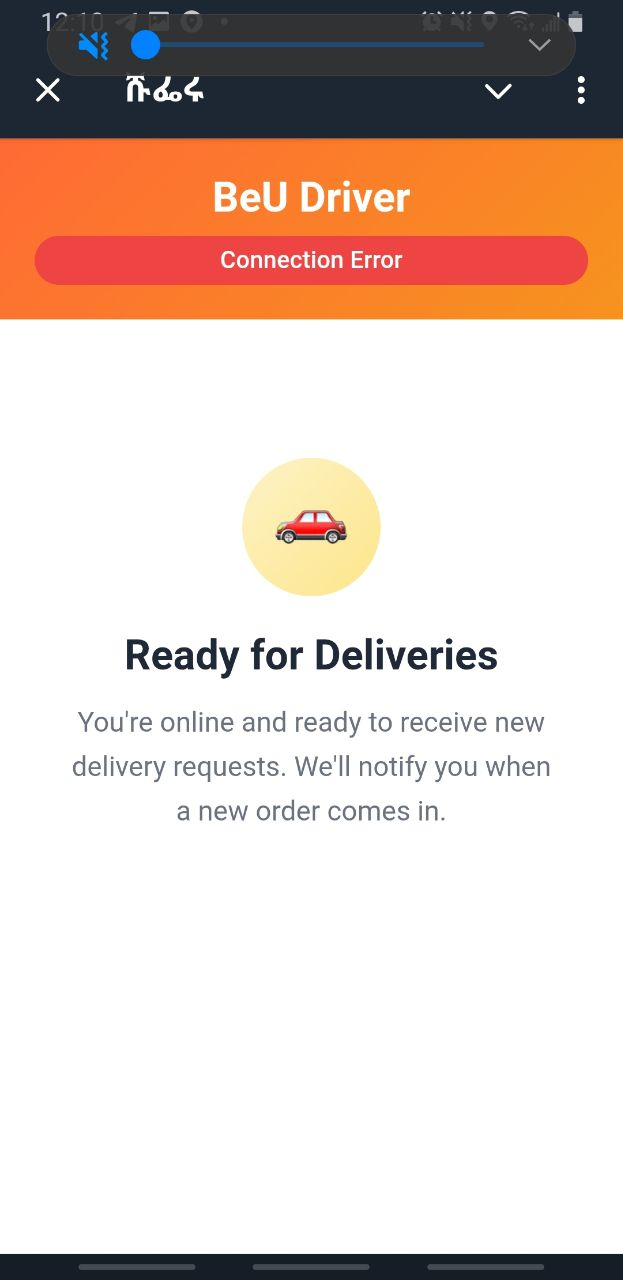 12:10
ሹፌሩ
BeU Driver
Connection Error
Ready for Deliveries
You're online and ready to receive new
delivery requests. We'll notify you when
a new order comes in.